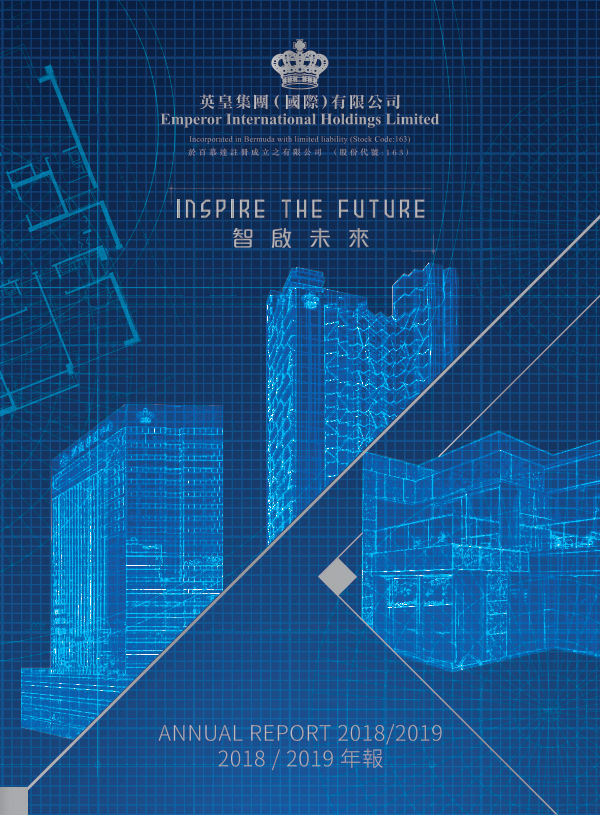 英皇集團(國際)有限公司
Emperor International Holdings Limited
Incorporated in Bermuda with limited liability (Stock Code:163)
於百慕達註冊成立之有限公司 (股份代號:163)
INSPIRE THE FUTURE
智啟未來
ANNUAL REPORT 2018/2019
2018 / 2019 年報